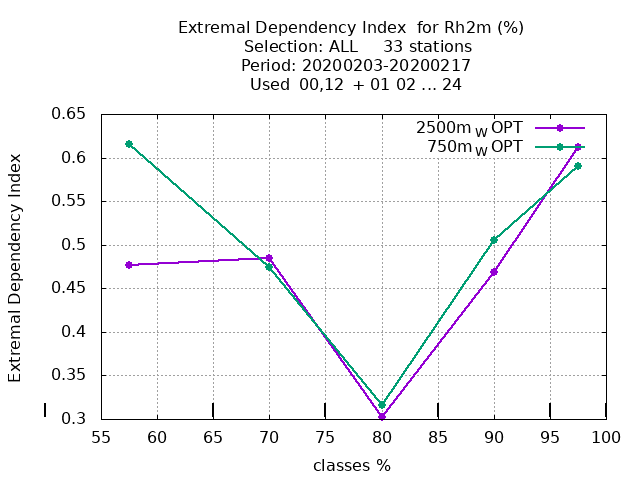 Extremal Dependency Index  for Rh2m (%)
Selection: ALL     33 stations
Period: 20200203-20200217
Used  00,12  + 01 02 ... 24
2500m W OPT
750m W OPT
Extremal Dependency Index
0.65
0.6
0.55
0.5
0.45
0.4
0.35
0.3
55 60 65 70 75 80 85 90 95 100
classes %